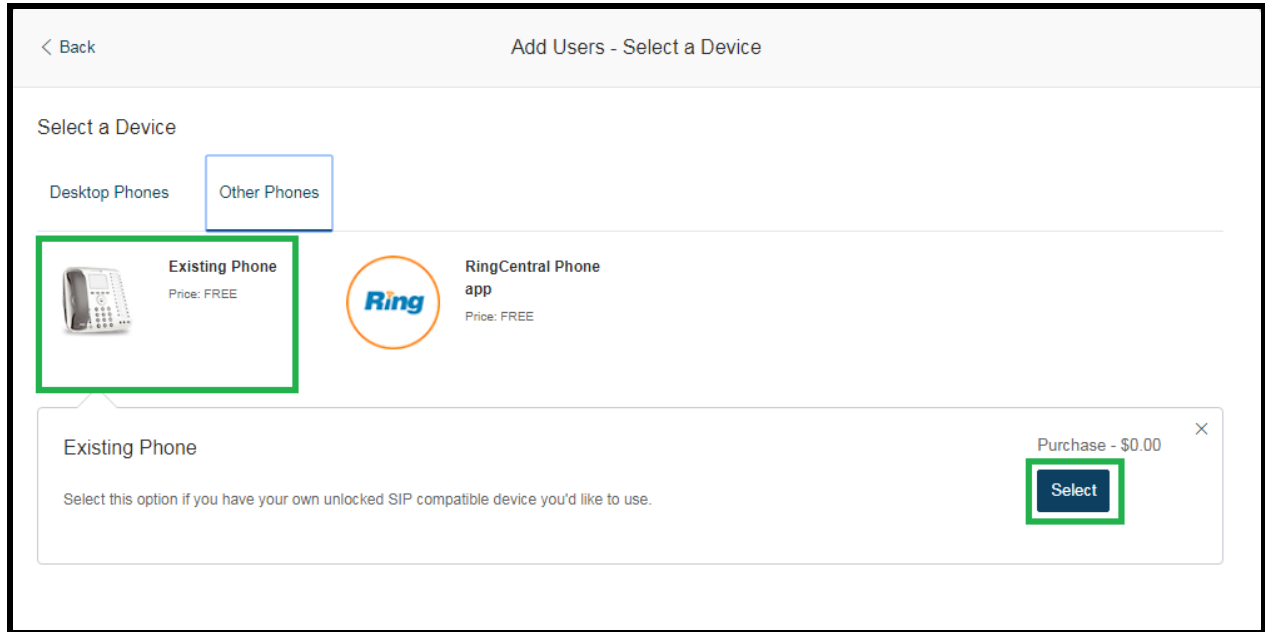 Back
Add Users - Select a Device
Select a Device
Desktop Phones
Other Phones
Existing Phone
Price: FREE
Ring
RingCentral Phone
app
Price: FREE
Existing Phone
Purchase - $0.00
Select
Select this option if you have your own unlocked SIP compatible device you'd like to use.